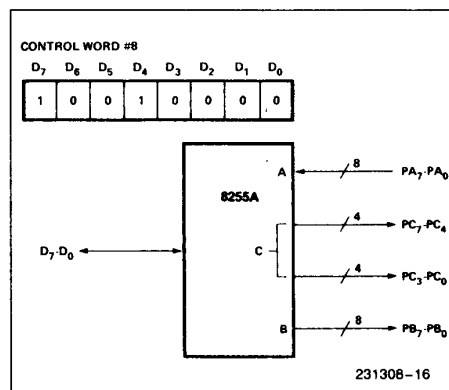 CONTROL WORD #8
D7 D6 D5 D4 D3 D2 D1 D0
1 0 0 1 0 0 0 0
8255A
A
8
PA7-PA0
4
PC7-PC4
D7-D0
C
4
PC3-PC0
B
8
PB7-PB0
231308-16